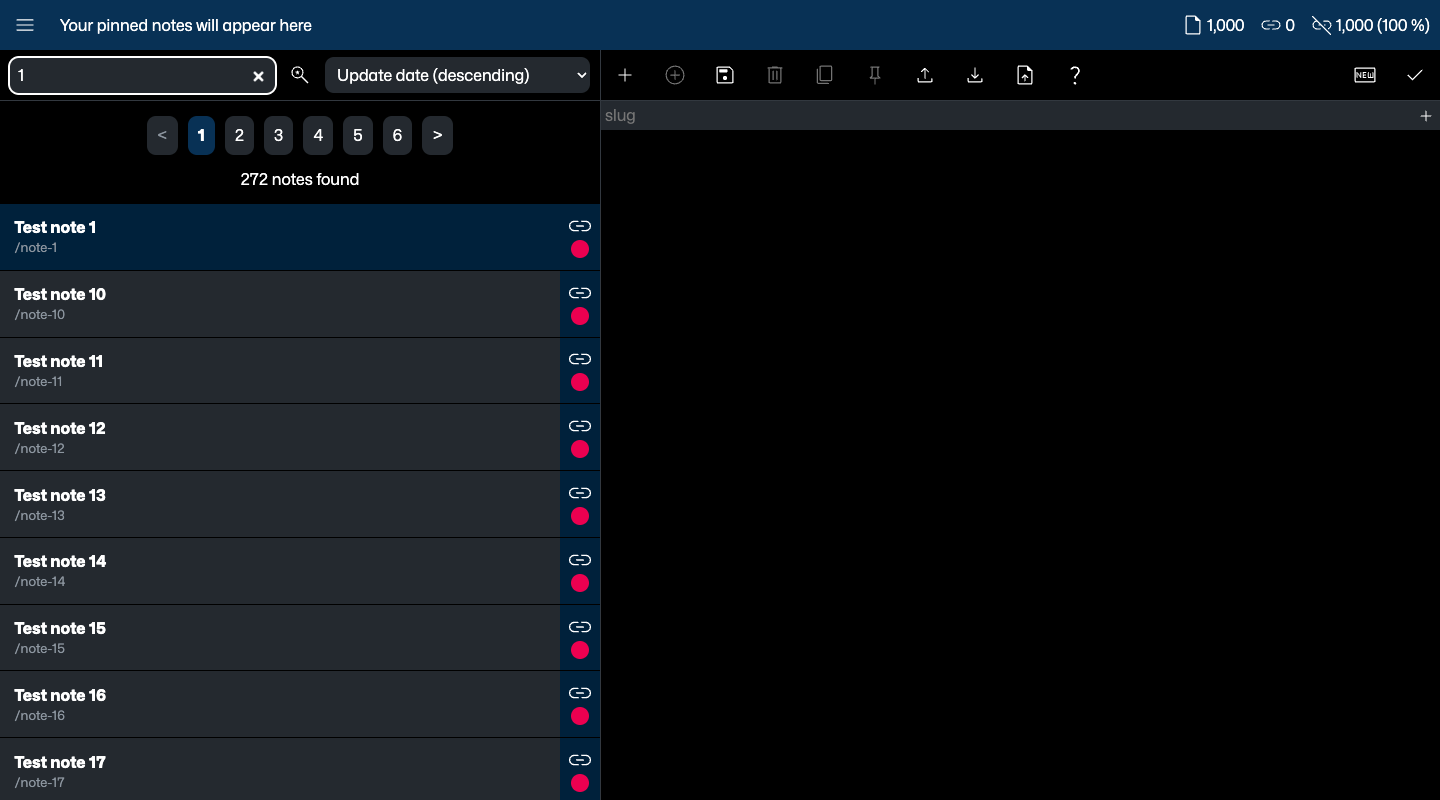 Your pinned notes will appear here
1,000
0
1,000 (100 %)
1
Update date (descending)
NEW
< 1 2 3 4 5 6 >
272 notes found
slug
Test note 1
/note-1
Test note 10
/note-10
Test note 11
/note-11
Test note 12
/note-12
Test note 13
/note-13
Test note 14
/note-14
Test note 15
/note-15
Test note 16
/note-16
Test note 17
/note-17